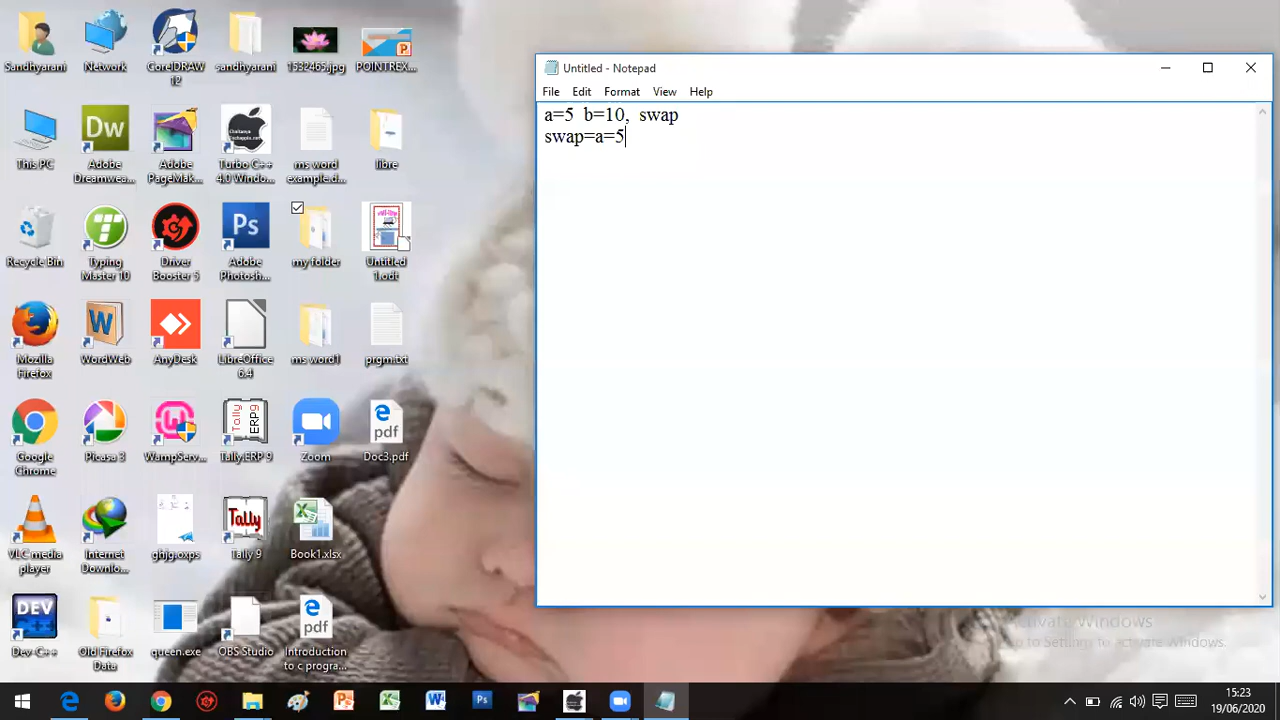 Untitled - Notepad
File Edit Format View Help
a=5 b=10, swap
swap=a=5
Sandhyarani
Network
CorelDRAW
12
sandhyarani
1532465.jpg
POINTREX...
This PC
Adobe
Dreamwea...
Adobe
PageMak...
Turbo C++
4.0 Windo...
ms word
example.d...
libre
Recycle Bin
Typing
Master 10
Driver
Booster 5
Adobe
Photosh...
my folder
Untitled
1.odt
Mozilla
Firefox
WordWeb
AnyDesk
LibreOffice
6.4
ms word1
prgm.txt
Google
Chrome
Picasa 3
WampServ...
Tally.ERP 9
Zoom
Doc3.pdf
VLC media
player
Internet
Downlo...
ghjg.oxps
Tally 9
Book1.xlsx
Dev-C++
Old Firefox
Data
queen.exe
OBS Studio
Introduction
to c progra...
Activate Windows
Go to Settings to activate Windows.
15:23
19/06/2020